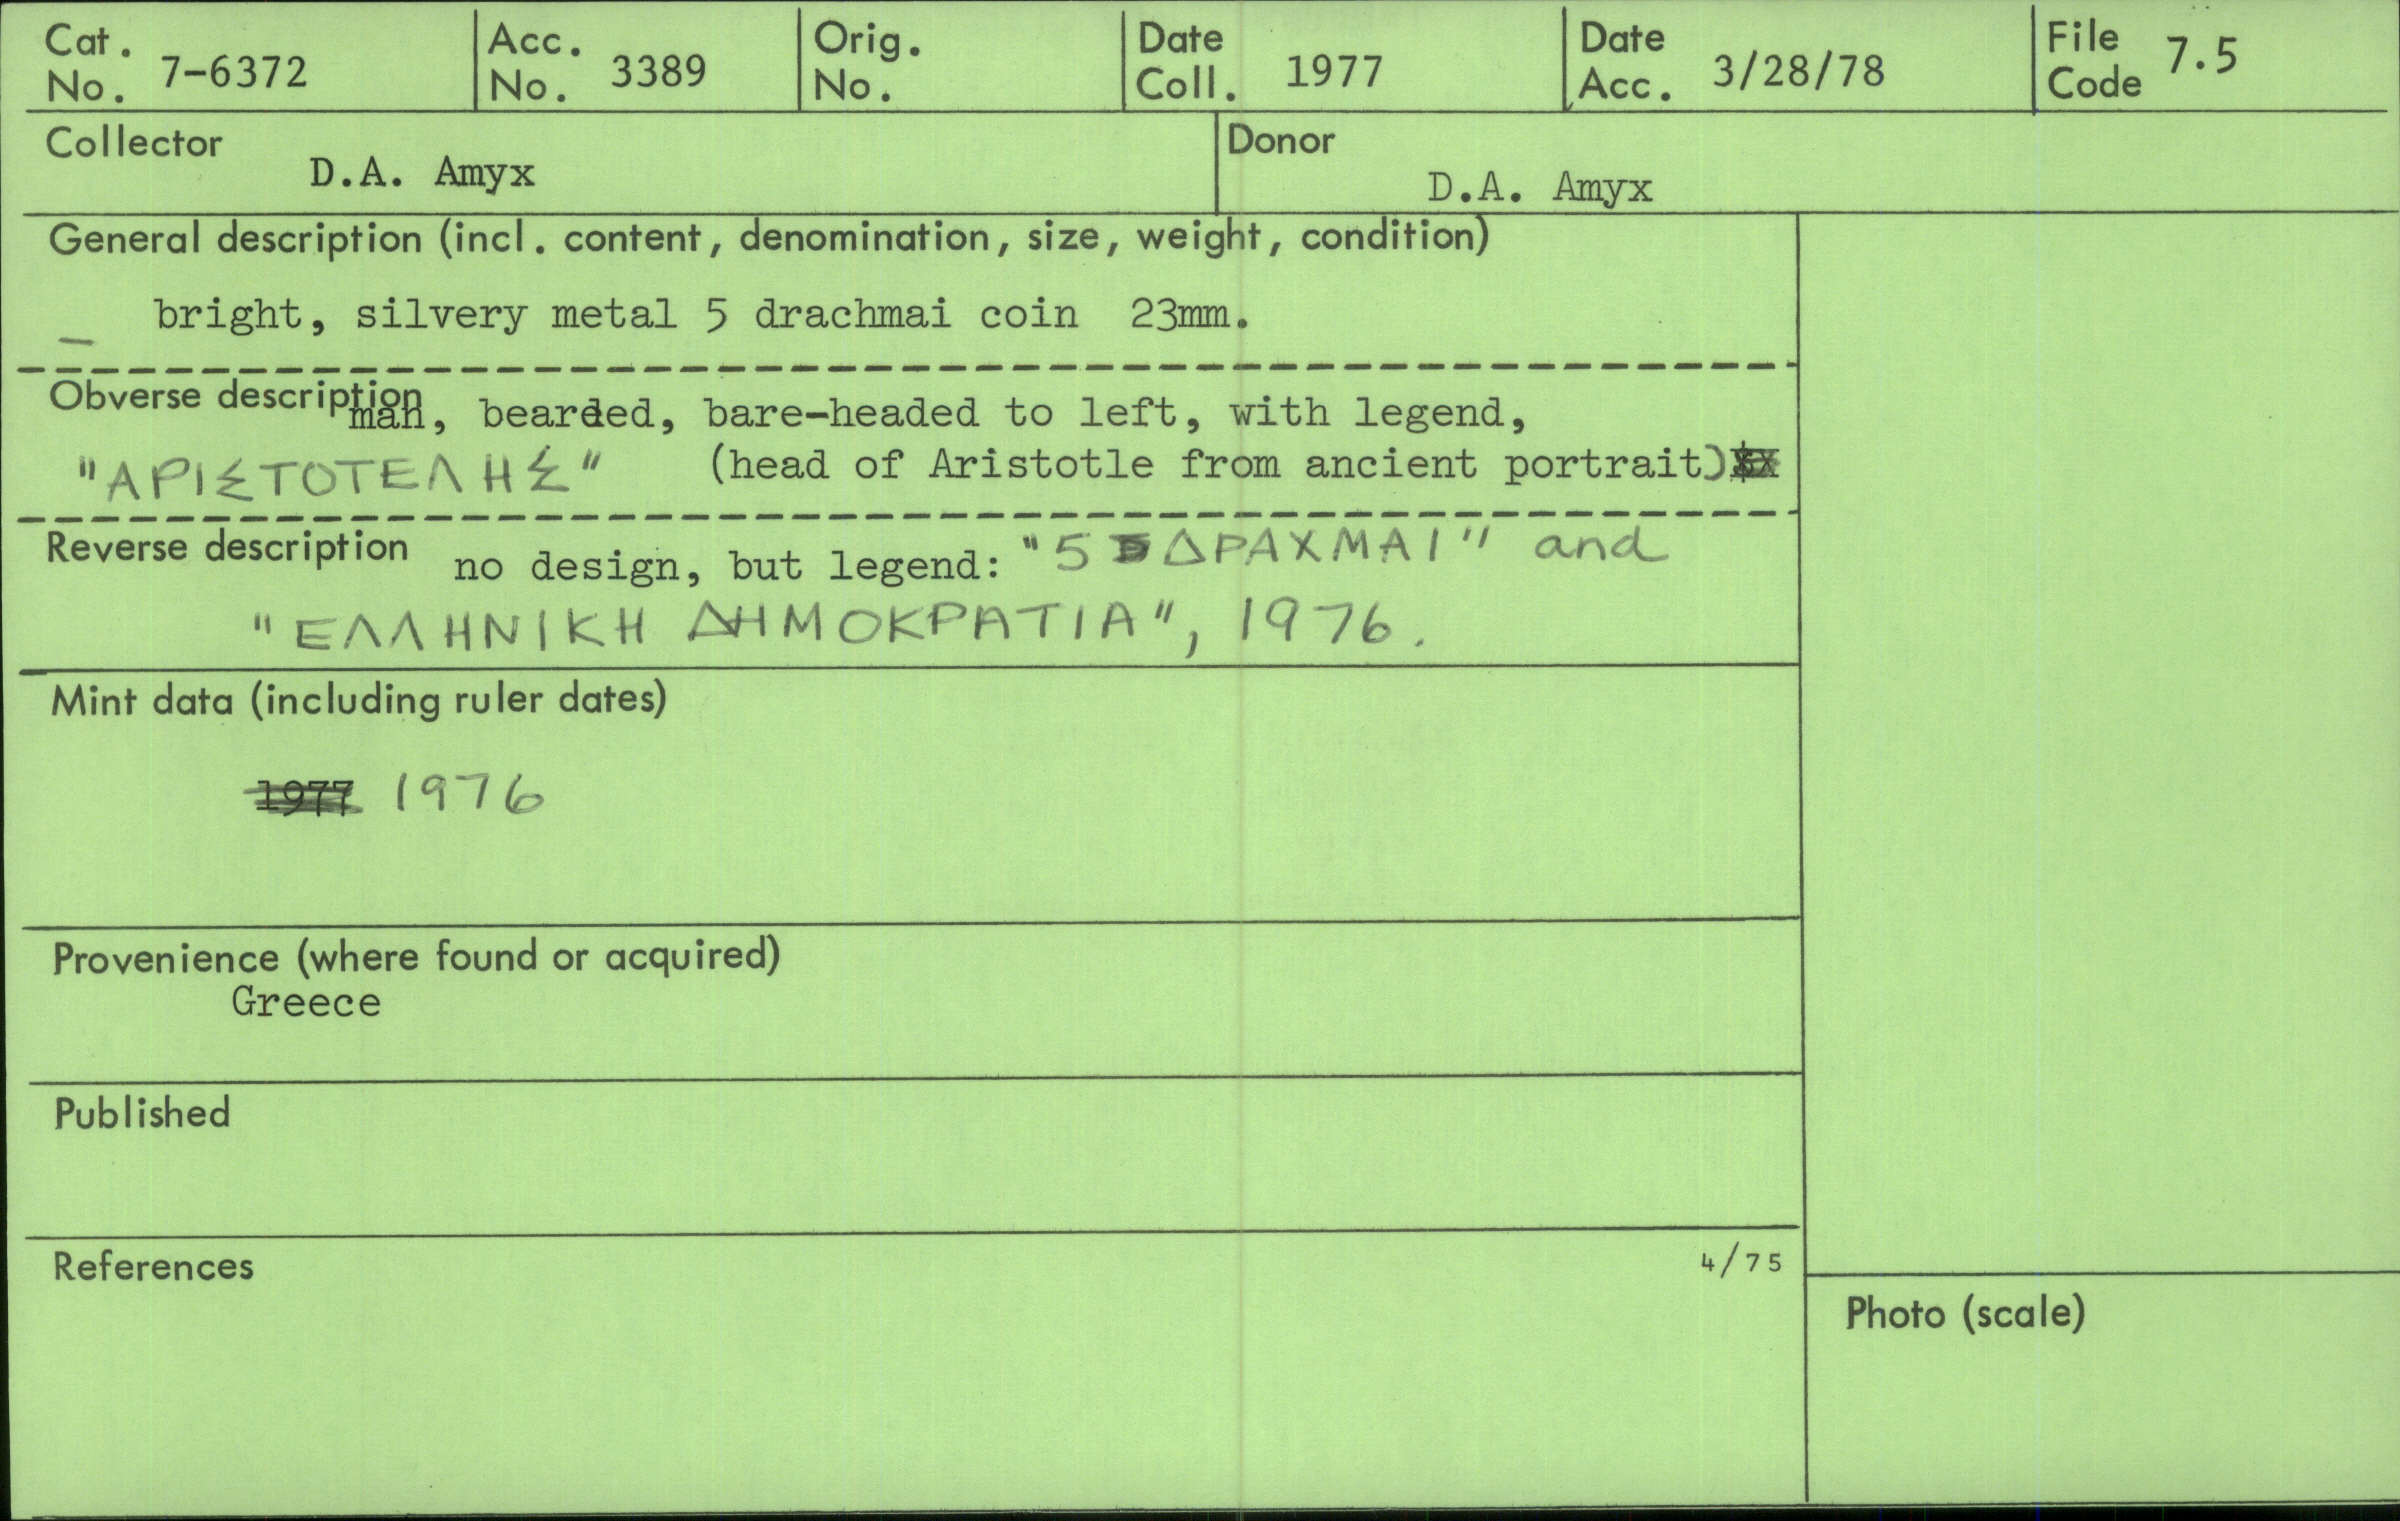 Cat. No. 7-6372 Acc. No. 3389 Orig. No. Date Coll. 1977 Date Acc. 3/28/78 File Code 7.5
Collector D.A. Amyx Donor D.A. Amyx
General description (incl. content, denomination, size, weight, condition)
bright, silvery metal 5 drachmai coin 23mm.
Obverse description man, bearded, bare-headed to left, with legend,
"ΑΡΙΣΤΟΤΕΛΗΣ" (head of Aristotle from ancient portrait)
Reverse description no design, but legend: "5 ΔΡΑΧΜΑΙ" and
"ΕΛΛΗΝΙΚΗ ΔΗΜΟΚΡΑΤΙΑ", 1976.
Mint data (including ruler dates)
1977 1976
Provenience (where found or acquired)
Greece
Published
References 4/75
Photo (scale)